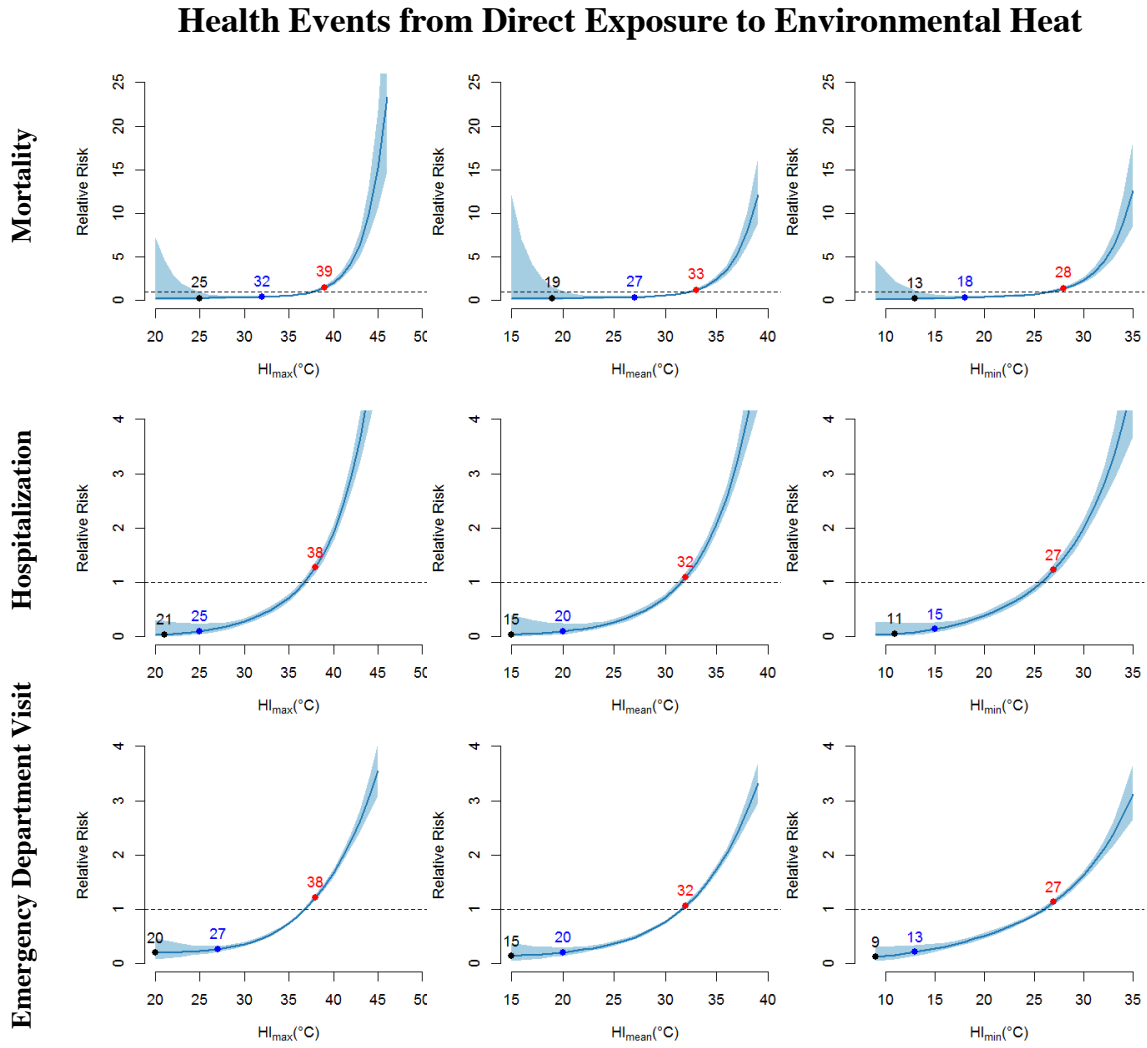 Health Events from Direct Exposure to Environmental Heat
Mortality
Relative Risk
0 5 10 15 20 25
25 32 39
20 25 30 35 40 45 50
HImax(°C)
Relative Risk
0 5 10 15 20 25
19 27 33
15 20 25 30 35 40
HImean(°C)
Relative Risk
0 5 10 15 20 25
13 18 28
10 15 20 25 30 35
HImin(°C)
Hospitalization
Relative Risk
0 1 2 3 4
21 25 38
20 25 30 35 40 45 50
HImax(°C)
Relative Risk
0 1 2 3 4
15 20 32
15 20 25 30 35 40
HImean(°C)
Relative Risk
0 1 2 3 4
11 15 27
10 15 20 25 30 35
HImin(°C)
Emergency Department Visit
Relative Risk
0 1 2 3 4
20 27 38
20 25 30 35 40 45 50
HImax(°C)
Relative Risk
0 1 2 3 4
15 20 32
15 20 25 30 35 40
HImean(°C)
Relative Risk
0 1 2 3 4
9 13 27
10 15 20 25 30 35
HImin(°C)